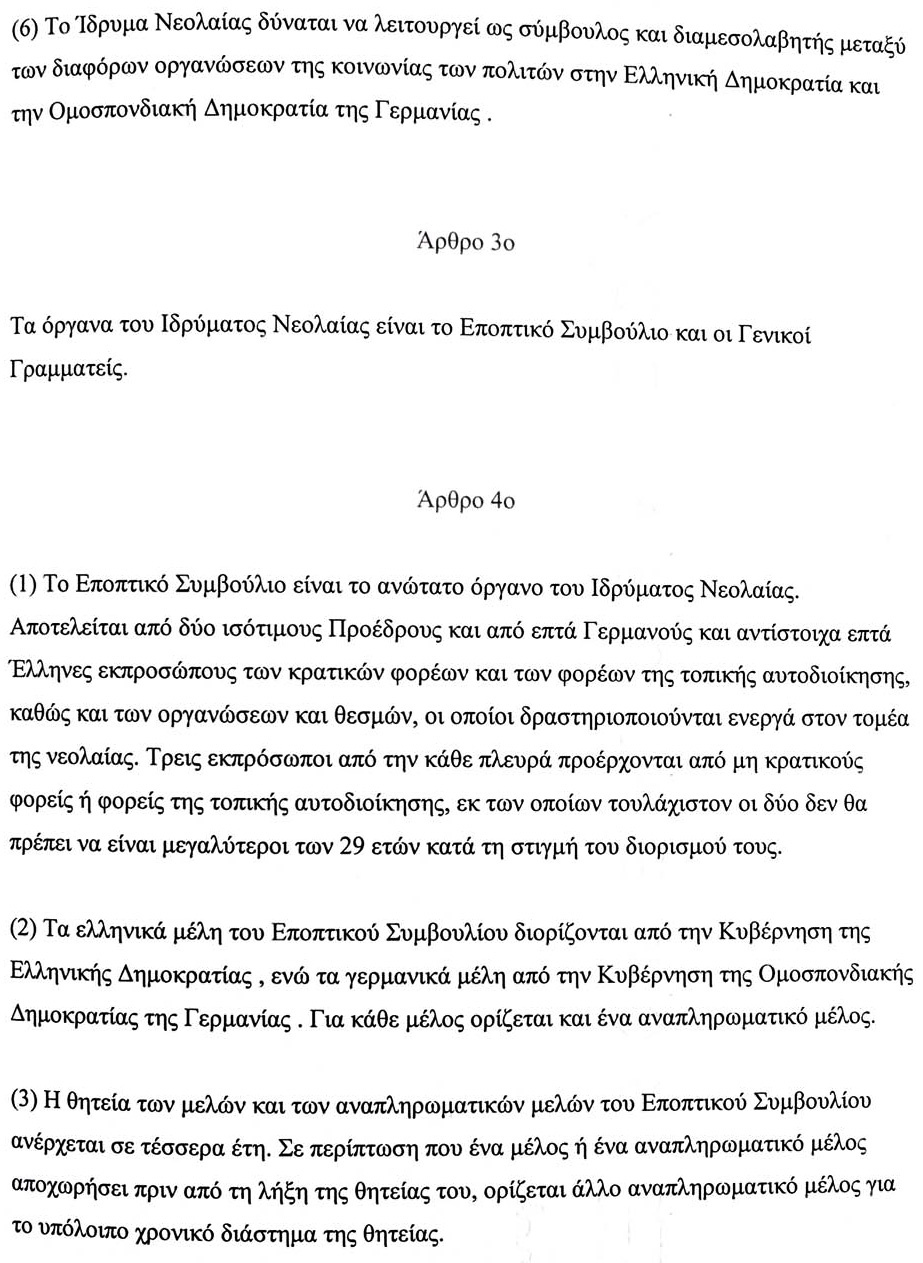 (6) Το Ίδρυμα Νεολαίας δύναται να λειτουργεί ως σύμβουλος και διαμεσολαβητής μεταξύ
των διαφόρων οργανώσεων της κοινωνίας των πολιτών στην Ελληνική Δημοκρατία και
την Ομοσπονδιακή Δημοκρατία της Γερμανίας .
Άρθρο 3ο
Τα όργανα του Ιδρύματος Νεολαίας είναι το Εποπτικό Συμβούλιο και οι Γενικοί
Γραμματείς.
Άρθρο 4ο
(1) Το Εποπτικό Συμβούλιο είναι το ανώτατο όργανο του Ιδρύματος Νεολαίας.
Αποτελείται από δύο ισότιμους Προέδρους και από επτά Γερμανούς και αντίστοιχα επτά
Έλληνες εκπροσώπους των κρατικών φορέων και των φορέων της τοπικής αυτοδιοίκησης,
καθώς και των οργανώσεων και θεσμών, οι οποίοι δραστηριοποιούνται ενεργά στον τομέα
της νεολαίας. Τρεις εκπρόσωποι από την κάθε πλευρά προέρχονται από μη κρατικούς
φορείς ή φορείς της τοπικής αυτοδιοίκησης, εκ των οποίων τουλάχιστον οι δύο δεν θα
πρέπει να είναι μεγαλύτεροι των 29 ετών κατά τη στιγμή του διορισμού τους.
(2) Τα ελληνικά μέλη του Εποπτικού Συμβουλίου διορίζονται από την Κυβέρνηση της
Ελληνικής Δημοκρατίας , ενώ τα γερμανικά μέλη από την Κυβέρνηση της Ομοσπονδιακής
Δημοκρατίας της Γερμανίας . Για κάθε μέλος ορίζεται και ένα αναπληρωματικό μέλος.
(3) Η θητεία των μελών και των αναπληρωματικών μελών του Εποπτικού Συμβουλίου
ανέρχεται σε τέσσερα έτη. Σε περίπτωση που ένα μέλος ή ένα αναπληρωματικό μέλος
αποχωρήσει πριν από τη λήξη της θητείας του, ορίζεται άλλο αναπληρωματικό μέλος για
το υπόλοιπο χρονικό διάστημα της θητείας.